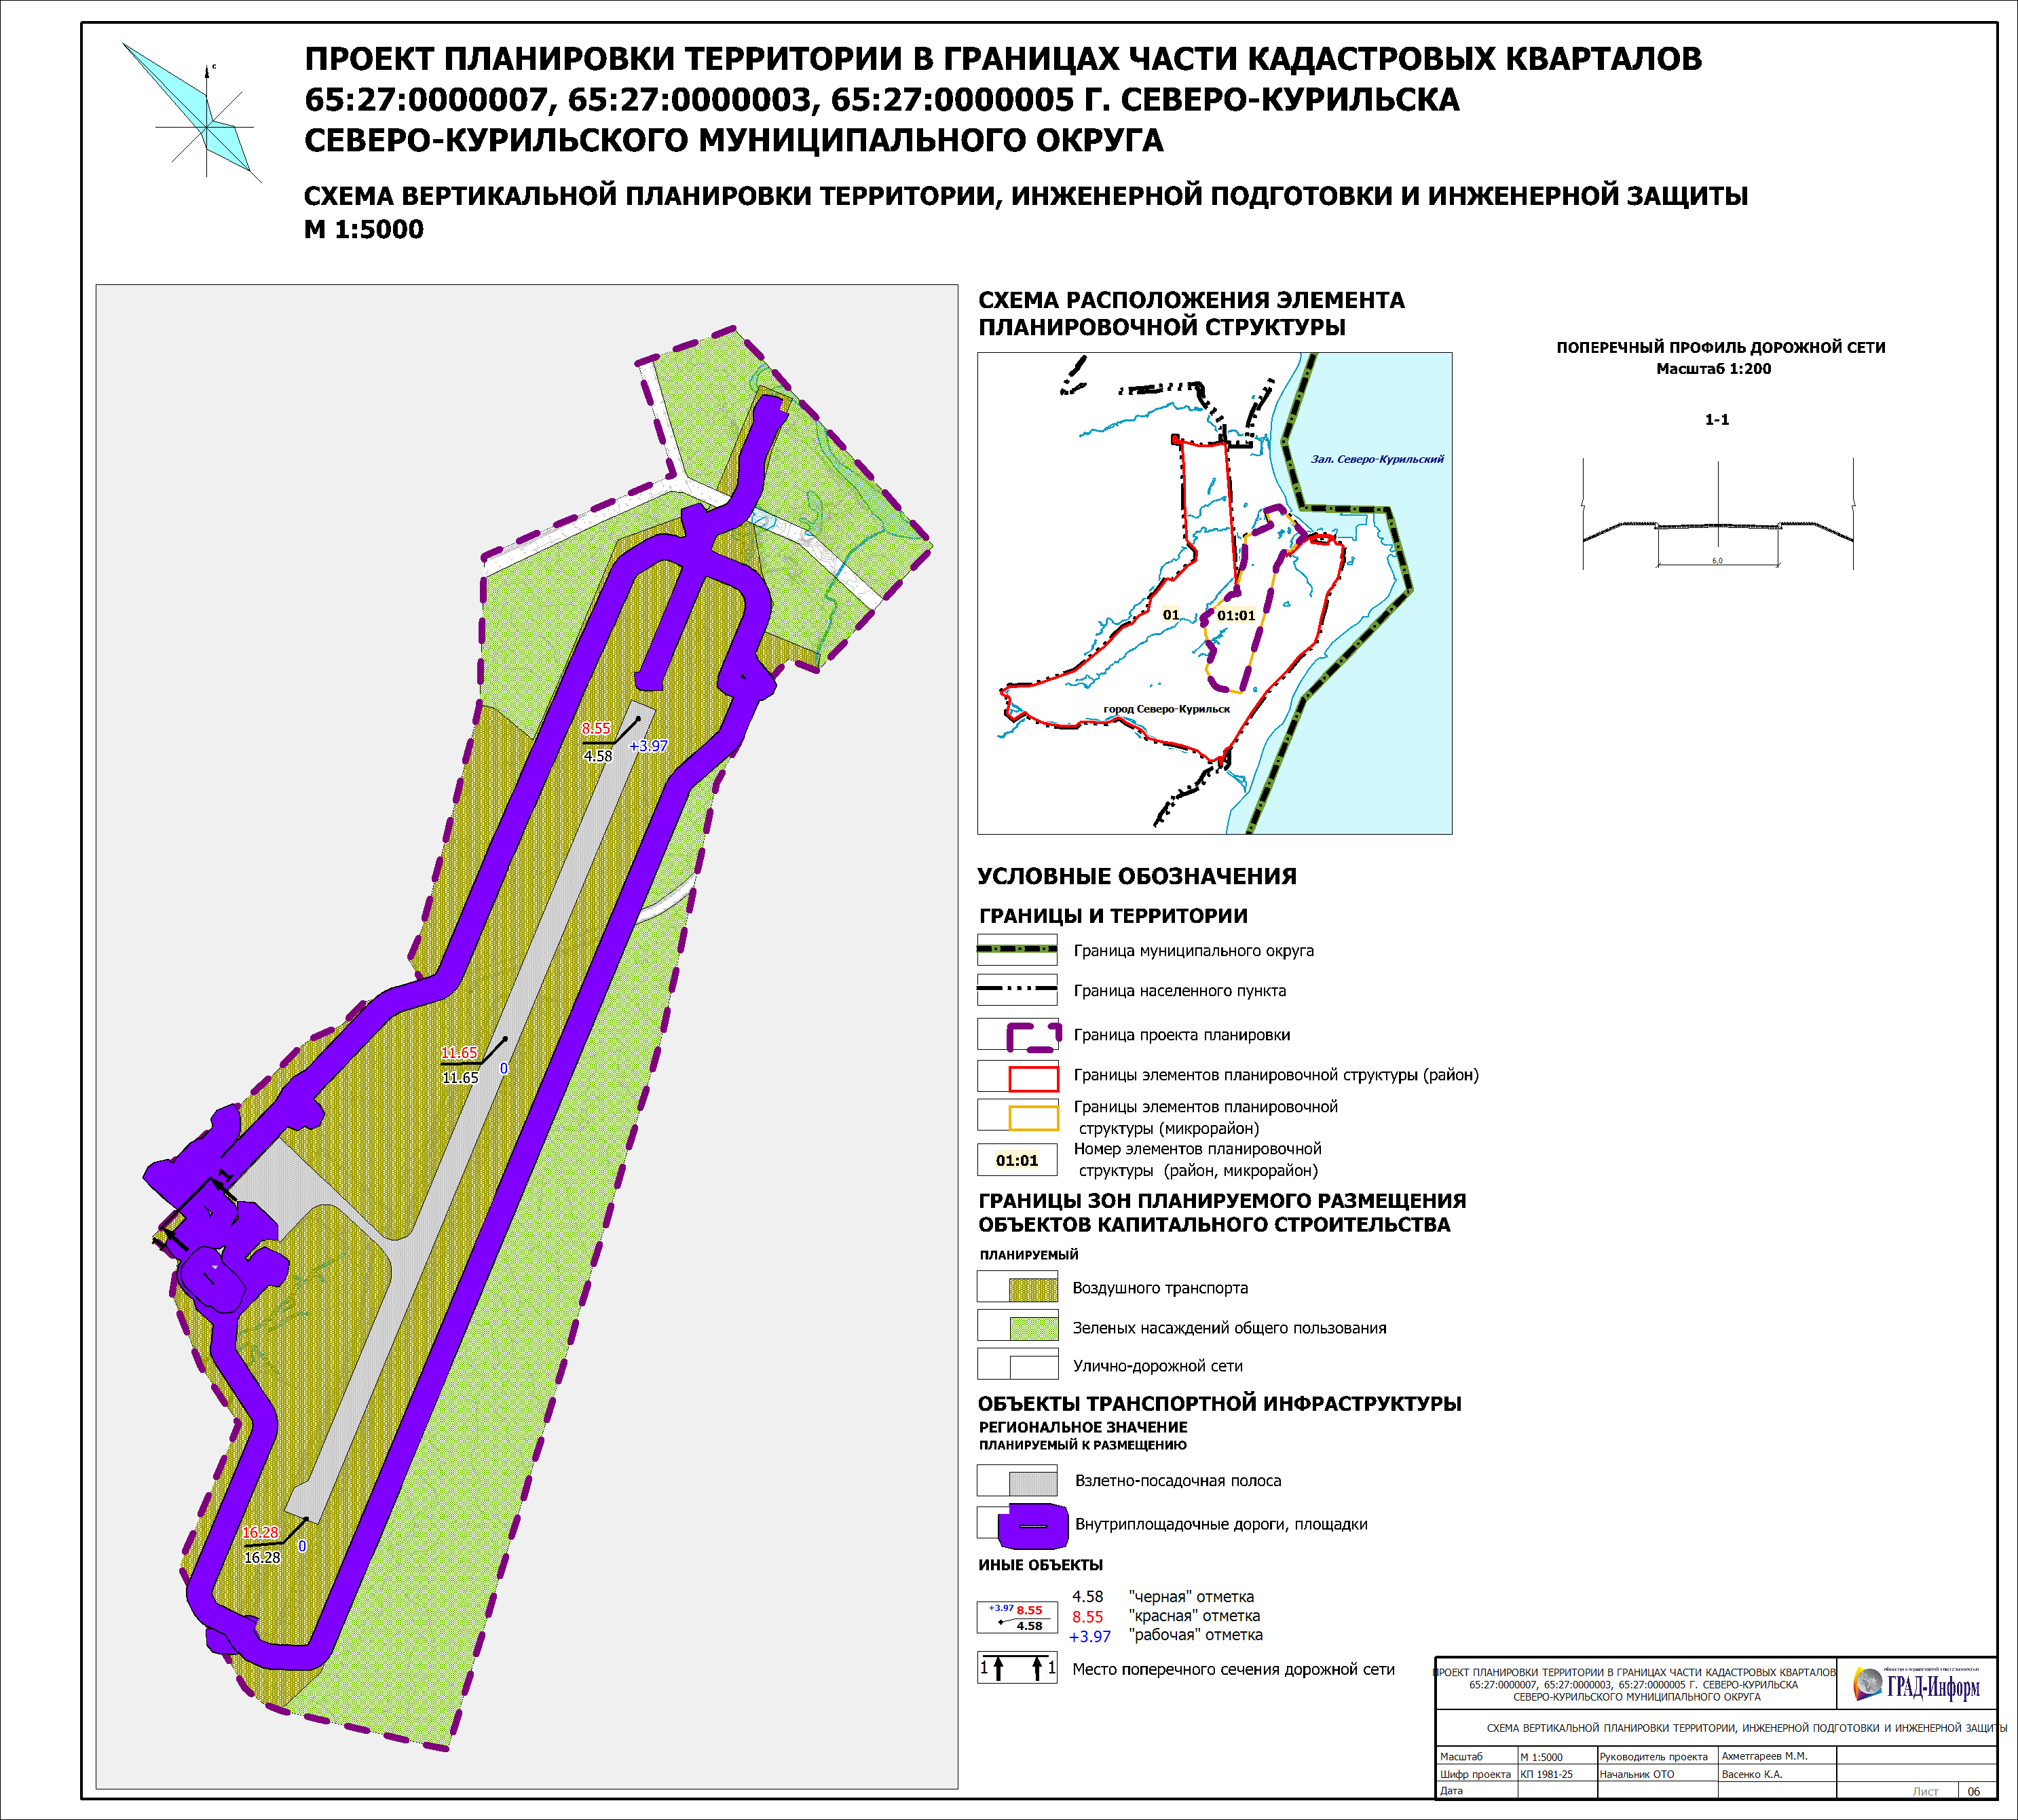 с
ПРОЕКТ ПЛАНИРОВКИ ТЕРРИТОРИИ В ГРАНИЦАХ ЧАСТИ КАДАСТРОВЫХ КВАРТАЛОВ
65:27:0000007, 65:27:0000003, 65:27:0000005 Г. СЕВЕРО-КУРИЛЬСКА
СЕВЕРО-КУРИЛЬСКОГО МУНИЦИПАЛЬНОГО ОКРУГА
СХЕМА ВЕРТИКАЛЬНОЙ ПЛАНИРОВКИ ТЕРРИТОРИИ, ИНЖЕНЕРНОЙ ПОДГОТОВКИ И ИНЖЕНЕРНОЙ ЗАЩИТЫ
М 1:5000
8.55
+3.97
4.58
11.65
0
11.65
1
1
16.28
0
16.28
СХЕМА РАСПОЛОЖЕНИЯ ЭЛЕМЕНТА
ПЛАНИРОВОЧНОЙ СТРУКТУРЫ
Зал. Северо-Курильский
01
01:01
город Северо-Курильск
ПОПЕРЕЧНЫЙ ПРОФИЛЬ ДОРОЖНОЙ СЕТИ
Масштаб 1:200
1-1
6,0
УСЛОВНЫЕ ОБОЗНАЧЕНИЯ
ГРАНИЦЫ И ТЕРРИТОРИИ
Граница муниципального округа
Граница населенного пункта
Граница проекта планировки
Границы элементов планировочной структуры (район)
Границы элементов планировочной
структуры (микрорайон)
01:01
Номер элементов планировочной
структуры (район, микрорайон)
ГРАНИЦЫ ЗОН ПЛАНИРУЕМОГО РАЗМЕЩЕНИЯ
ОБЪЕКТОВ КАПИТАЛЬНОГО СТРОИТЕЛЬСТВА
ПЛАНИРУЕМЫЙ
Воздушного транспорта
Зеленых насаждений общего пользования
Улично-дорожной сети
ОБЪЕКТЫ ТРАНСПОРТНОЙ ИНФРАСТРУКТУРЫ
РЕГИОНАЛЬНОЕ ЗНАЧЕНИЕ
ПЛАНИРУЕМЫЙ К РАЗМЕЩЕНИЮ
Взлетно-посадочная полоса
Внутриплощадочные дороги, площадки
ИНЫЕ ОБЪЕКТЫ
+3.97 8.55
4.58
4.58 "черная" отметка
8.55 "красная" отметка
+3.97 "рабочая" отметка
1 1 Место поперечного сечения дорожной сети
ПРОЕКТ ПЛАНИРОВКИ ТЕРРИТОРИИ В ГРАНИЦАХ ЧАСТИ КАДАСТРОВЫХ КВАРТАЛОВ
65:27:0000007, 65:27:0000003, 65:27:0000005 Г. СЕВЕРО-КУРИЛЬСКА
СЕВЕРО-КУРИЛЬСКОГО МУНИЦИПАЛЬНОГО ОКРУГА
ГРАД-Информ
СХЕМА ВЕРТИКАЛЬНОЙ ПЛАНИРОВКИ ТЕРРИТОРИИ, ИНЖЕНЕРНОЙ ПОДГОТОВКИ И ИНЖЕНЕРНОЙ ЗАЩИТЫ
Масштаб М 1:5000 Руководитель проекта Ахметгареев М.М.
Шифр проекта КП 1981-25 Начальник ОТО Васенко К.А.
Дата Лист 06